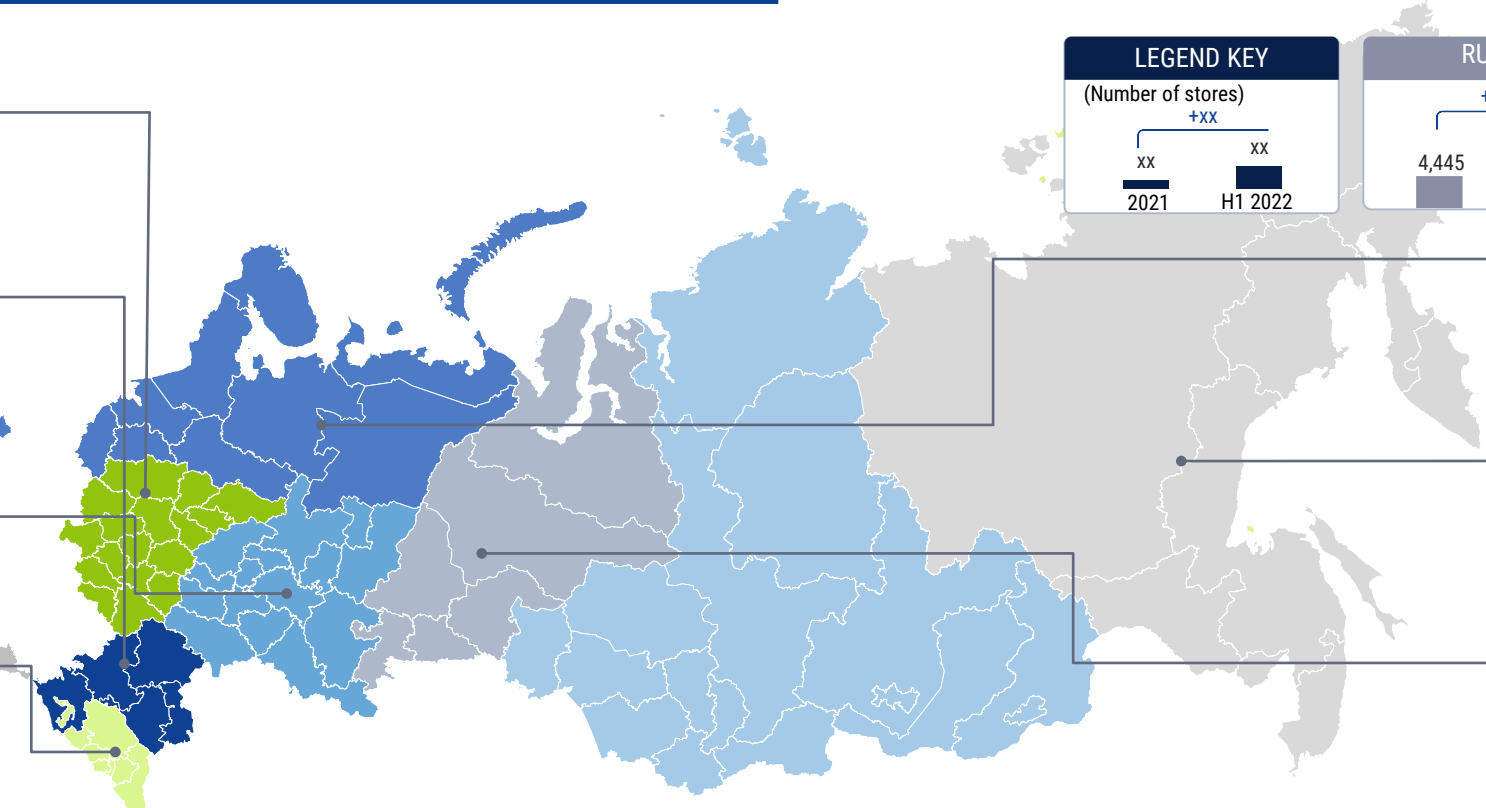 LEGEND KEY
(Number of stores)
+xx
xx
xx
2021
H1 2022
RU
+
4,445